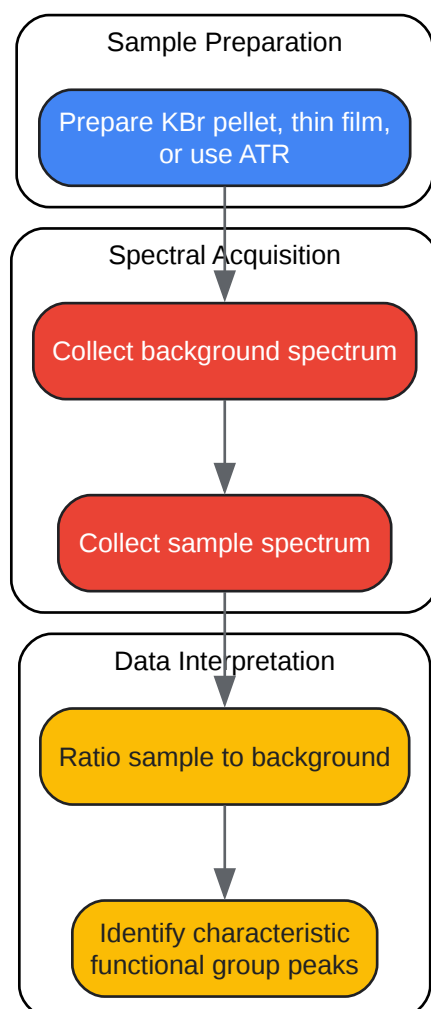 Sample Preparation
Prepare KBr pellet, thin film,
or use ATR
Spectral Acquisition
Collect background spectrum
Collect sample spectrum
Data Interpretation
Ratio sample to background
Identify characteristic
functional group peaks